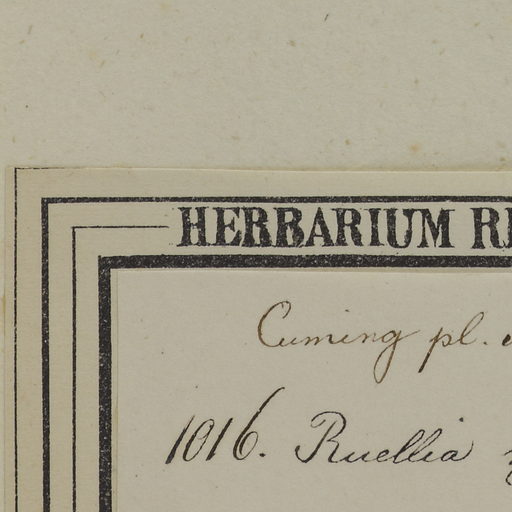 HERBARIUM
Cuming pl.
1016. Ruellia